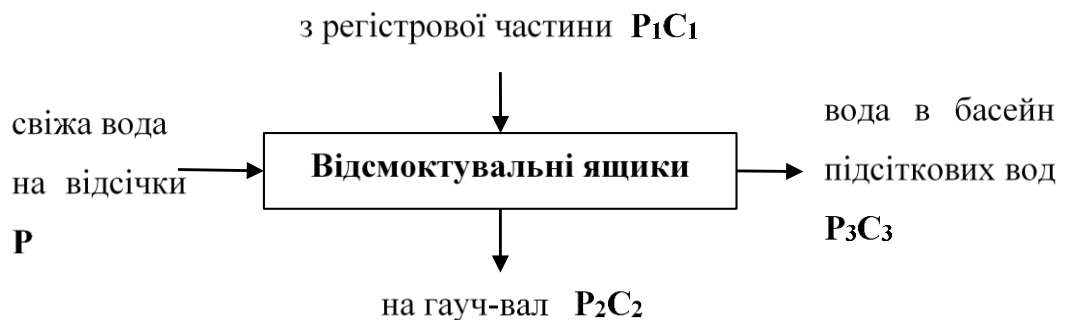 з регістрової частини P₁C₁
свіжа вода
на відсічки
P
Відсмоктувальні ящики
вода в басейн
підсіткових вод
P₃C₃
на гауч-вал P₂C₂